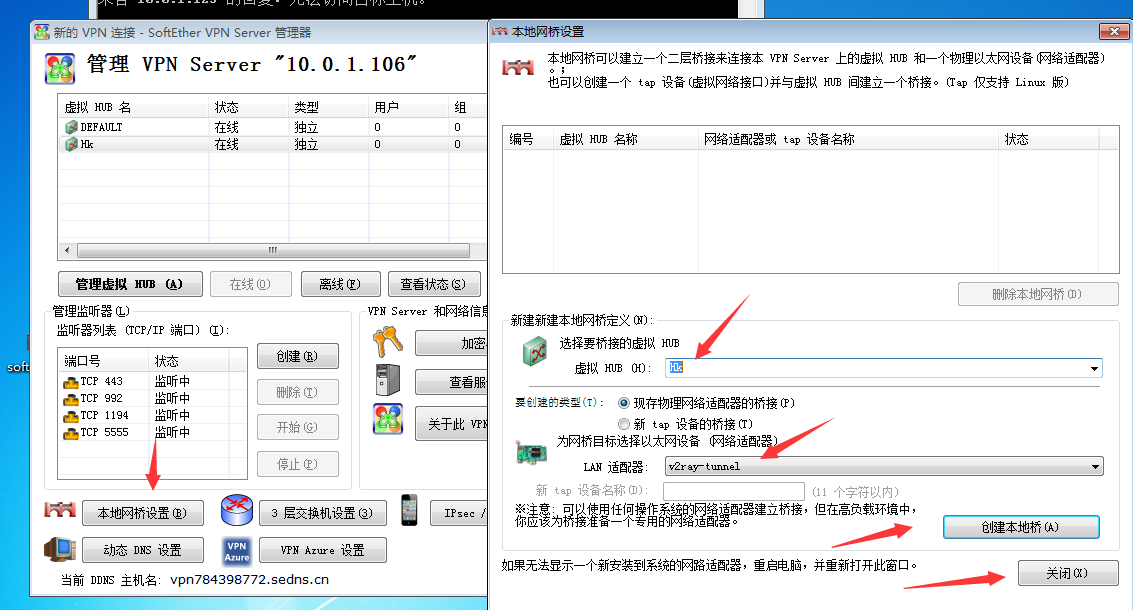 来自 10.0.1.125 的回复: 无法访问目标主机。
新的 VPN 连接 - SoftEther VPN Server 管理器
管理 VPN Server "10.0.1.106"
虚拟 HUB 名 状态 类型 用户 组
DEFAULT 在线 独立 0 0
Hk 在线 独立 0 0
管理虚拟 HUB (A) 在线(O) 离线(F) 查看状态(S)
管理监听器(L)
监听器列表 (TCP/IP 端口) (I):
端口号 状态
TCP 443 监听中
TCP 992 监听中
TCP 1194 监听中
TCP 5555 监听中
创建(R)
删除(T)
开始(G)
停止(P)
VPN Server 和网络信息
加密
查看服
关于此 VPN
本地网桥设置(B) 3 层交换机设置(3) IPsec /
动态 DNS 设置 VPN Azure VPN Azure 设置
当前 DDNS 主机名: vpn784398772.sedns.cn
soft
本地网桥设置
本地网桥可以建立一个二层桥接来连接本 VPN Server 上的虚拟 HUB 和一个物理以太网设备(网络适配器)
。;
也可以创建一个 tap 设备(虚拟网络接口)并与虚拟 HUB 间建立一个桥接。(Tap 仅支持 Linux 版)
编号 虚拟 HUB 名称 网络适配器或 tap 设备名称 状态
删除本地网桥(D)
新建新建本地网桥定义(N):
选择要桥接的虚拟 HUB
虚拟 HUB (H): Hk
要创建的类型(T): 现存物理网络适配器的桥接(P)
新 tap 设备的桥接(T)
为网桥目标选择以太网设备 (网络适配器)
LAN 适配器: v2ray-tunnel
新 tap 设备名称(D): (11 个字符以内)
※注意: 可以使用任何操作系统的网络适配器建立桥接，但在高负载环境中，
你应该为桥接准备一个专用的网络适配器。
创建本地桥(A)
如果无法显示一个新安装到系统的网路适配器，重启电脑，并重新打开此窗口。
关闭(X)